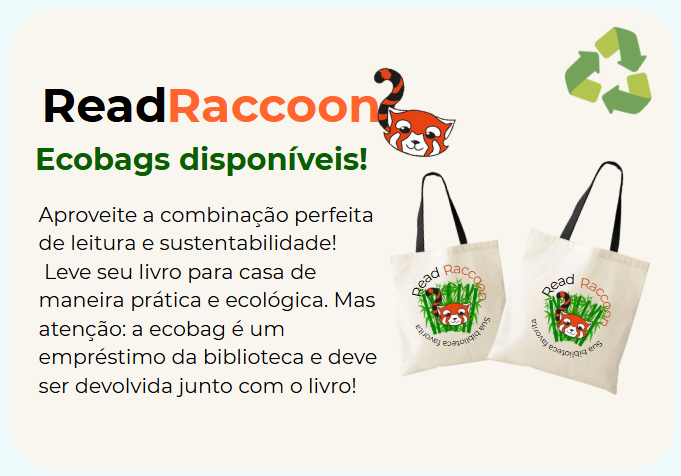 ReadRaccoon
Ecobags disponíveis!
Aproveite a combinação perfeita
de leitura e sustentabilidade!
Leve seu livro para casa de
maneira prática e ecológica. Mas
atenção: a ecobag é um
empréstimo da biblioteca e deve
ser devolvida junto com o livro!
Read Raccoon
Sua biblioteca favorita
Read Raccoon
Sua biblioteca favorita